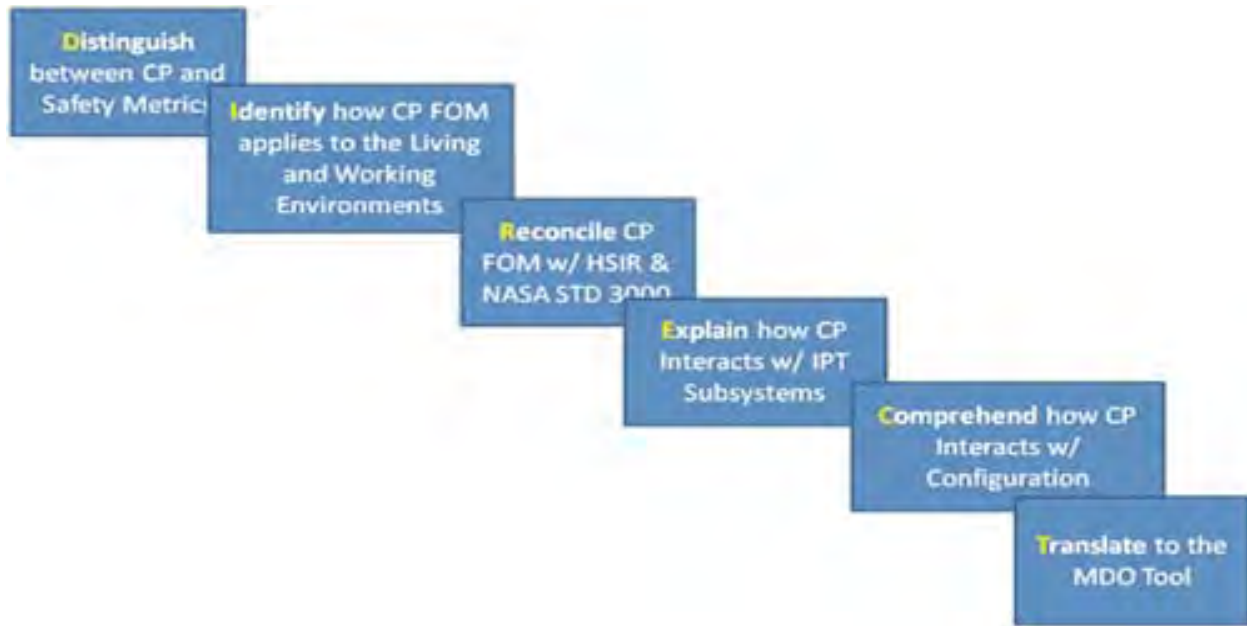 Distinguish
between CP and
Safety Metrics
Identify how CP FOM
applies to the Living
and Working
Environments
Reconcile CP
FOM w/ HSIR &
NASA STD 3000
Explain how CP
Interacts w/ IPT
Subsystems
Comprehend how CP
Interacts w/
Configuration
Translate to the
MDO Tool